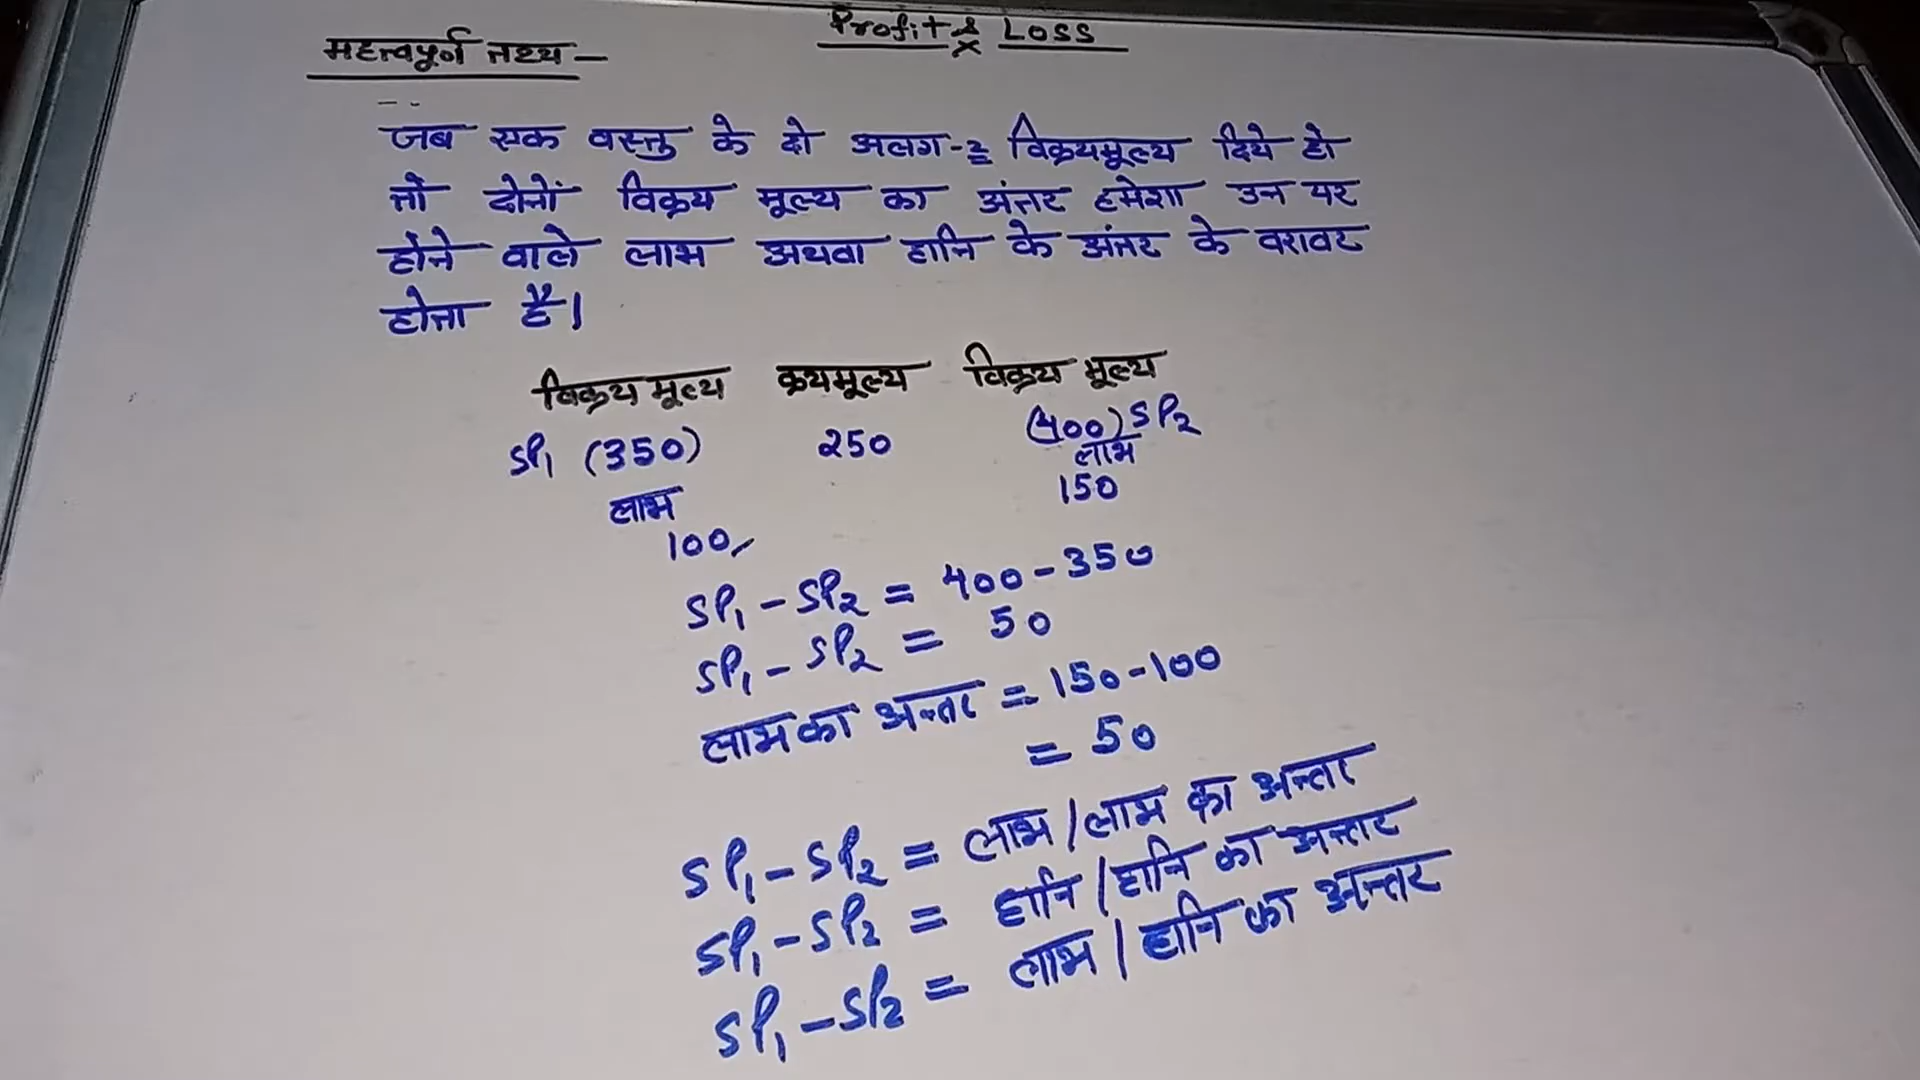 Profit & Loss
महत्त्वपूर्ण तथ्य –
जब एक वस्तु के दो अलग-२ विक्रयमूल्य दिये हो
तो दोनों विक्रय मूल्य का अंतर हमेशा उन पर
होने वाले लाभ अथवा हानि के अंतर के बराबर
होता है।
विक्रय मूल्य क्रयमूल्य विक्रय मूल्य
SP₁ (350) 250 (400) SP₂
लाभ लाभ
100 150
SP₁ - SP₂ = 400 - 350
SP₁ - SP₂ = 50
लाभ का अन्तर = 150 - 100
= 50
SP₁ - SP₂ = लाभ / लाभ का अन्तर
SP₁ - SP₂ = हानि / हानि का अन्तर
SP₁ - SP₂ = लाभ / हानि का अन्तर